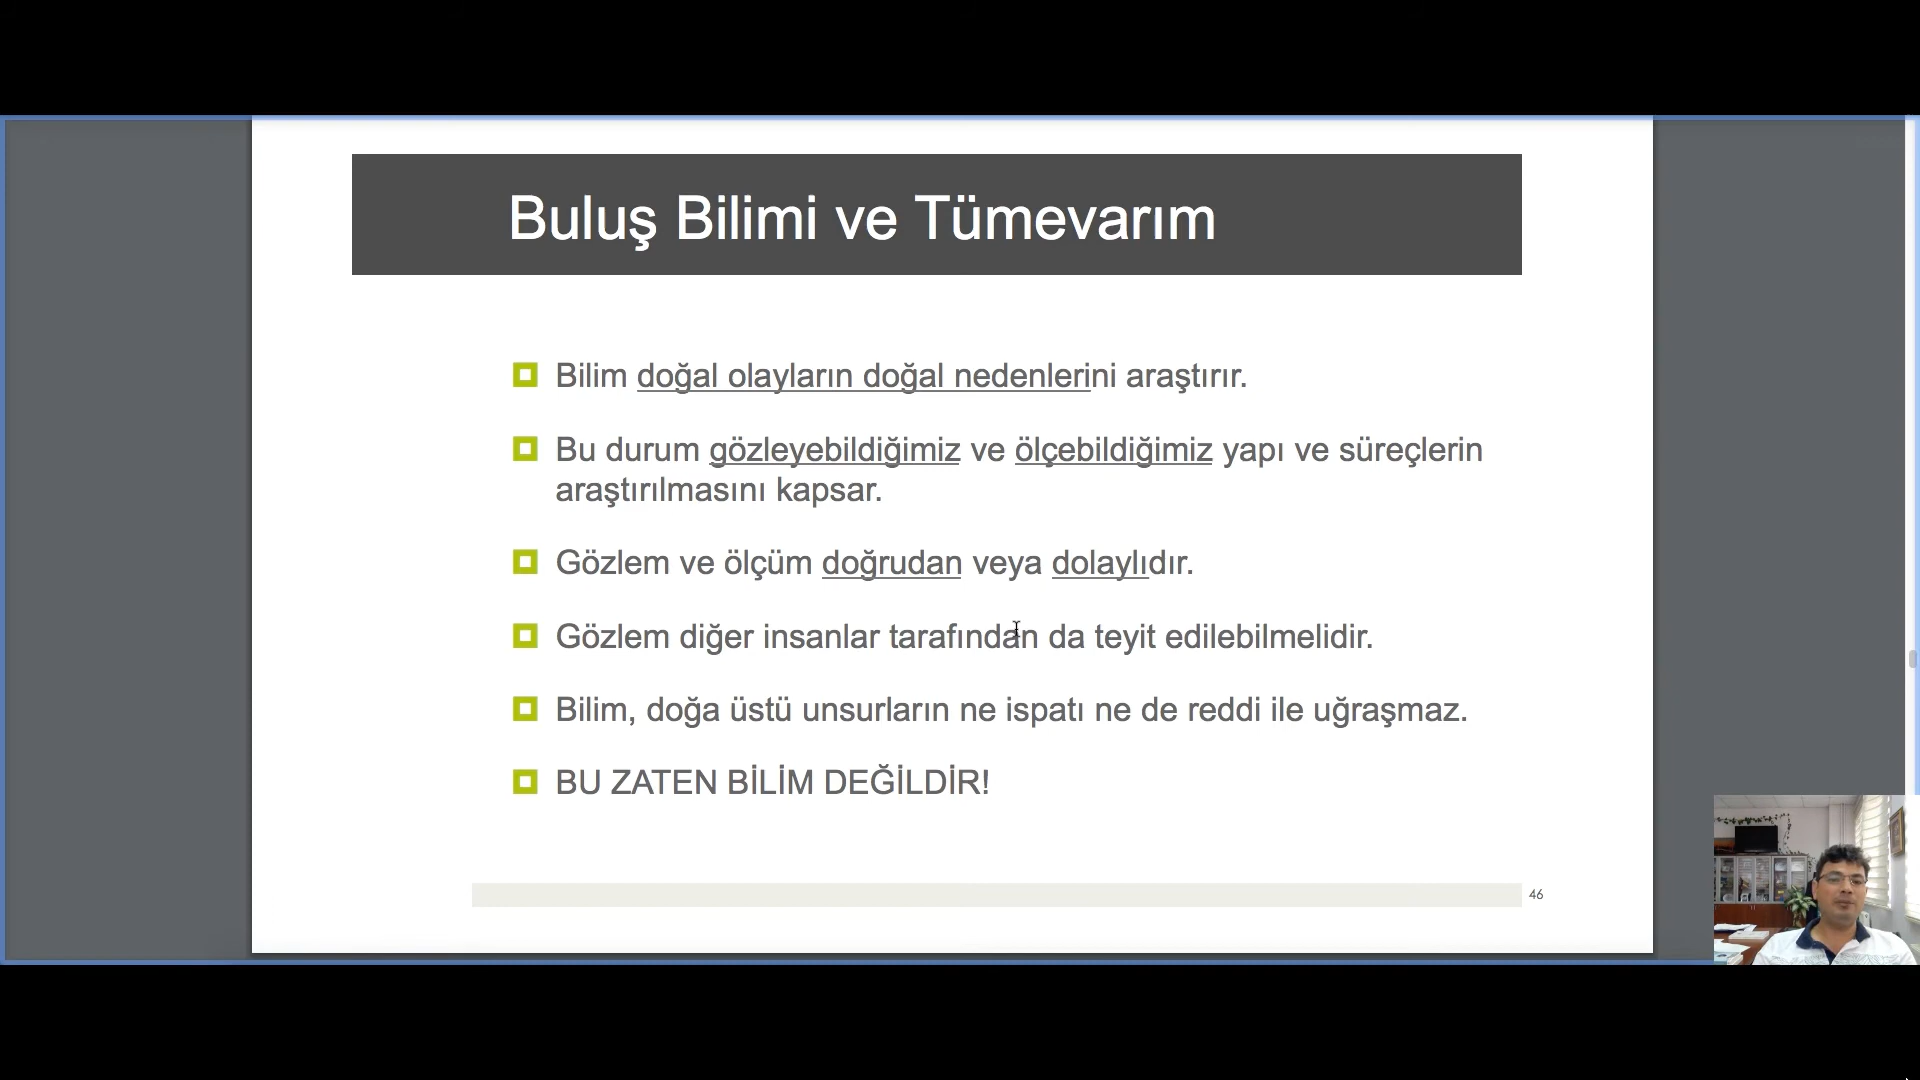 Buluş Bilimi ve Tümevarım
Bilim doğal olayların doğal nedenlerini araştırır.
Bu durum gözleyebildiğimiz ve ölçebildiğimiz yapı ve süreçlerin
araştırılmasını kapsar.
Gözlem ve ölçüm doğrudan veya dolaylıdır.
Gözlem diğer insanlar tarafından da teyit edilebilmelidir.
Bilim, doğa üstü unsurların ne ispatı ne de reddi ile uğraşmaz.
BU ZATEN BİLİM DEĞİLDİR!
46